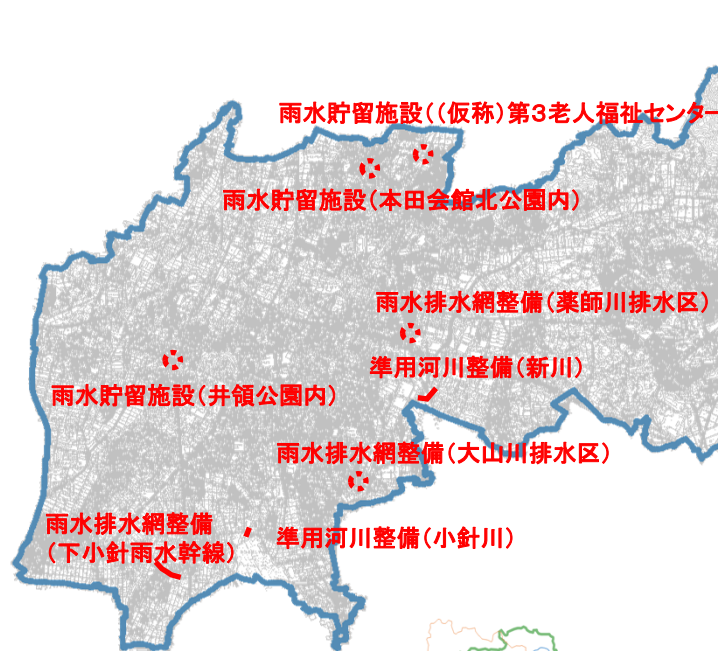 雨水貯留施設((仮称)第3老人福祉センター
雨水貯留施設(本田会館北公園内)
雨水排水網整備(薬師川排水区)
準用河川整備(新川)
雨水貯留施設(井領公園内)
雨水排水網整備(大山川排水区)
雨水排水網整備
(下小針雨水幹線)
準用河川整備(小針川)